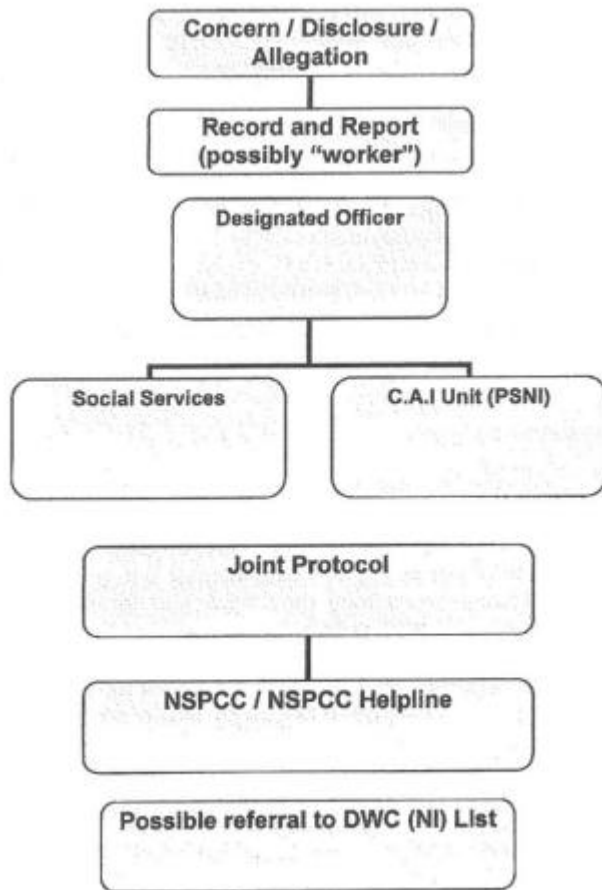 Concern / Disclosure /
Allegation
Record and Report
(possibly "worker")
Designated Officer
Social Services
C.A.I Unit (PSNI)
Joint Protocol
NSPCC / NSPCC Helpline
Possible referral to DWC (NI) List